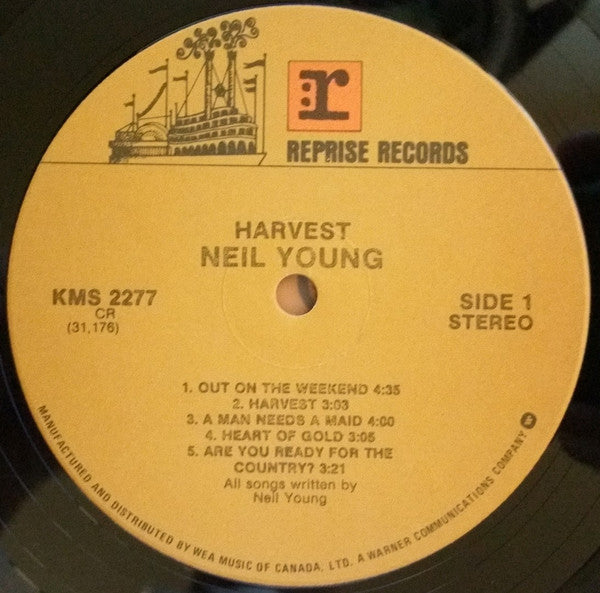 r
REPRISE RECORDS
HARVEST
NEIL YOUNG
KMS 2277
CR
(31,176)
SIDE 1
STEREO
1. OUT ON THE WEEKEND 4:35
2. HARVEST 3:03
3. A MAN NEEDS A MAID 4:00
4. HEART OF GOLD 3:05
5. ARE YOU READY FOR THE
COUNTRY? 3:21
All songs written by
Neil Young
MANUFACTURED AND DISTRIBUTED BY WEA MUSIC OF CANADA, LTD. A WARNER COMMUNICATIONS COMPANY